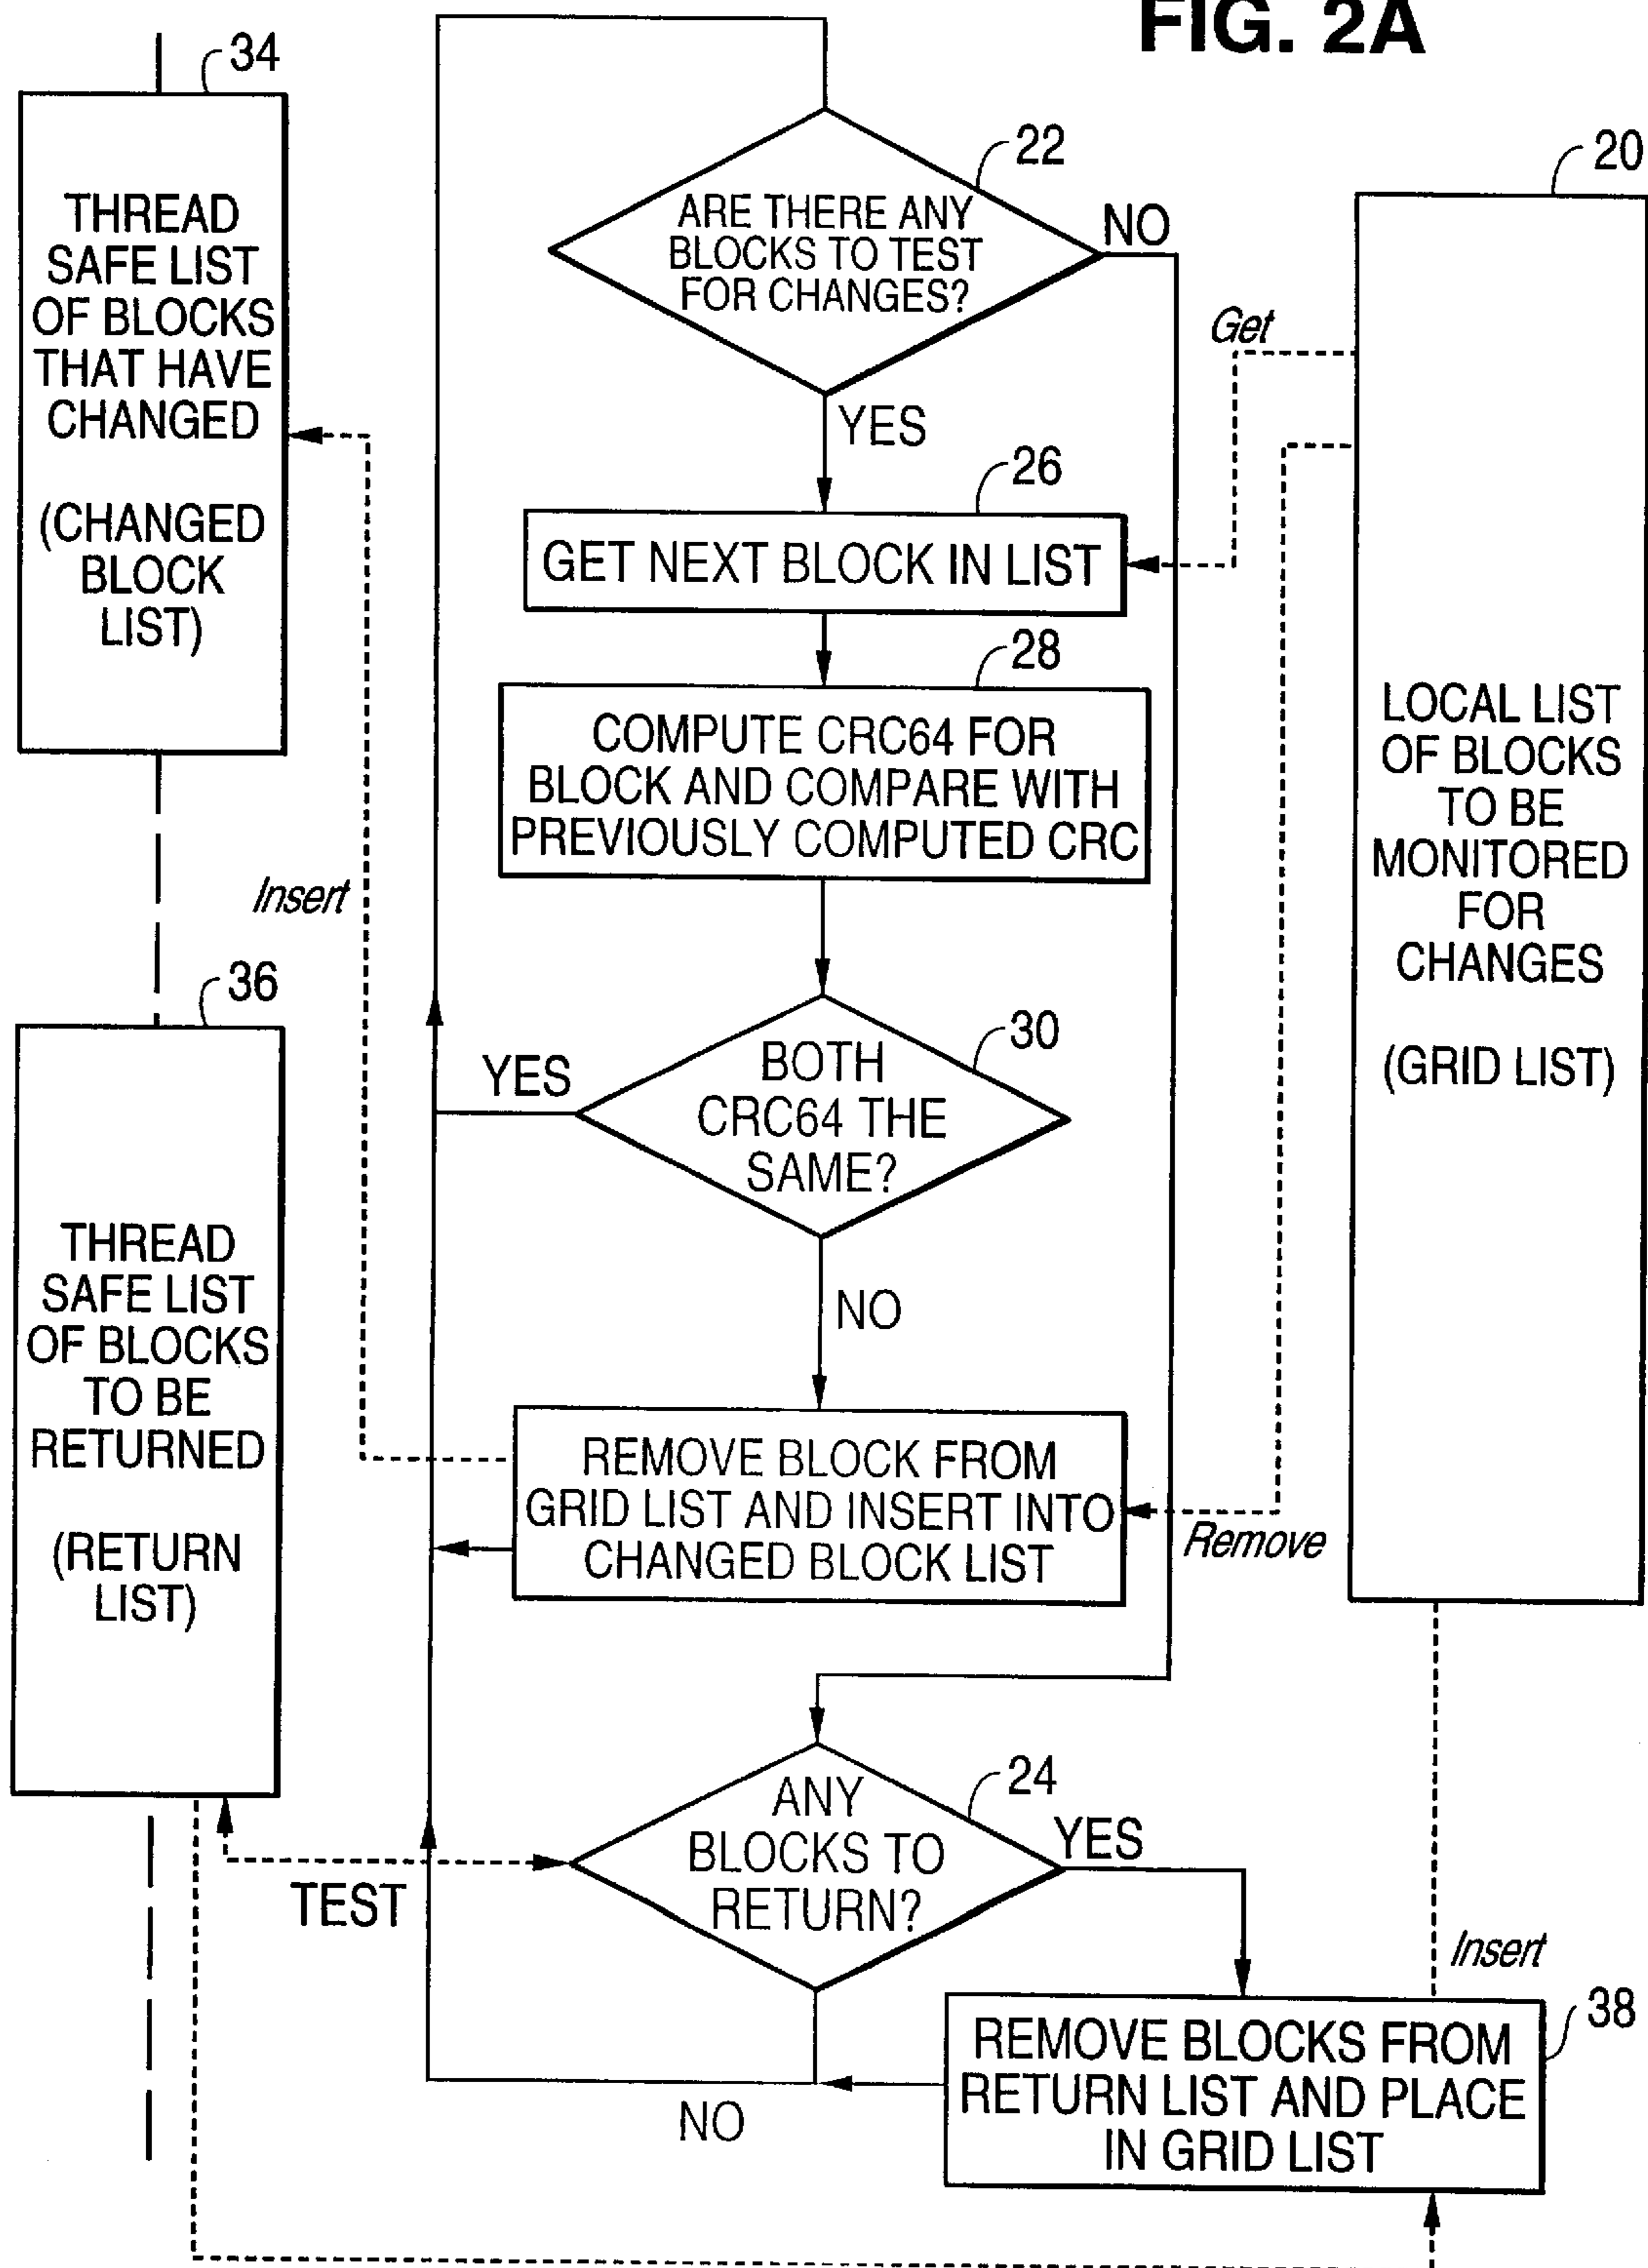 FIG. 2A
34
THREAD
SAFE LIST
OF BLOCKS
THAT HAVE
CHANGED
(CHANGED
BLOCK
LIST)
22
ARE THERE ANY
BLOCKS TO TEST
FOR CHANGES?
NO
YES
20
LOCAL LIST
OF BLOCKS
TO BE
MONITORED
FOR
CHANGES
(GRID LIST)
Get
26
GET NEXT BLOCK IN LIST
28
COMPUTE CRC64 FOR
BLOCK AND COMPARE WITH
PREVIOUSLY COMPUTED CRC
Insert
36
THREAD
SAFE LIST
OF BLOCKS
TO BE
RETURNED
(RETURN
LIST)
30
BOTH
CRC64 THE
SAME?
YES
NO
REMOVE BLOCK FROM
GRID LIST AND INSERT INTO
CHANGED BLOCK LIST
Remove
24
ANY
BLOCKS TO
RETURN?
YES
TEST
NO
Insert
38
REMOVE BLOCKS FROM
RETURN LIST AND PLACE
IN GRID LIST